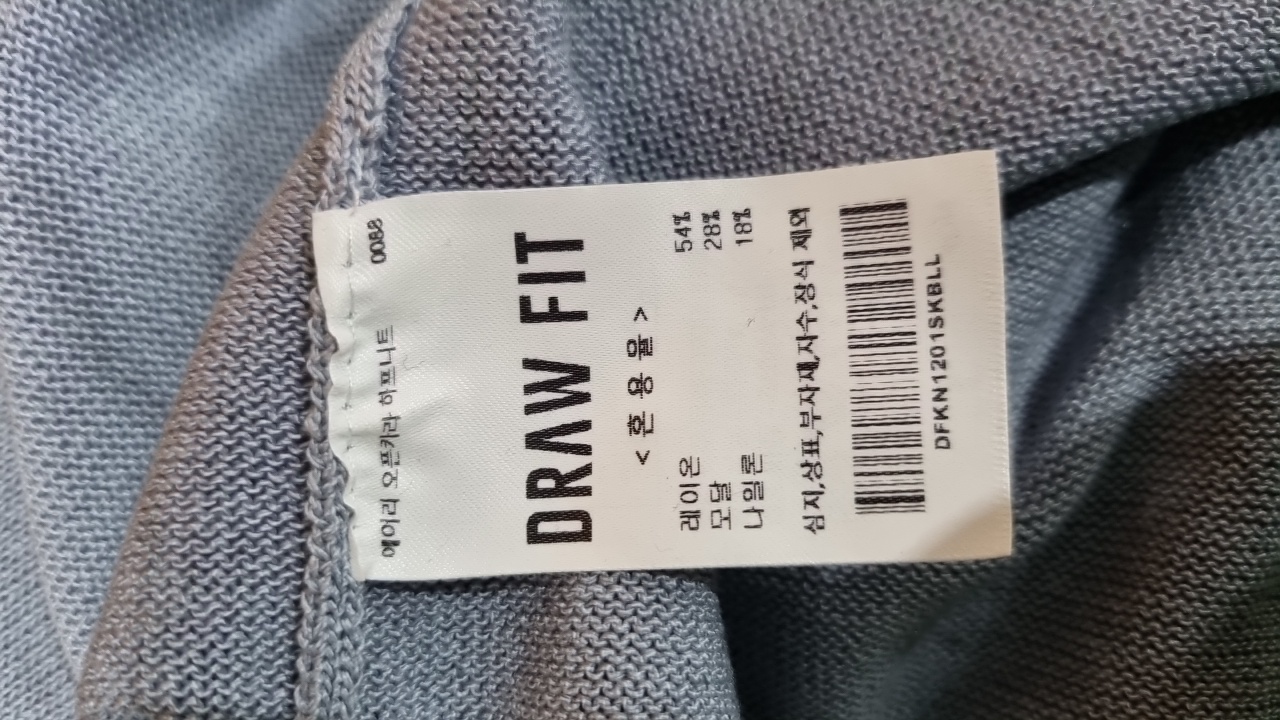 에어리 오픈카라 하프니트 0088
DRAW FIT
< 혼 용 율 >
레이온 54%
모달 28%
나일론 18%
심지,상표,부자재,자수,장식 제외
DFKN1201SKBLL